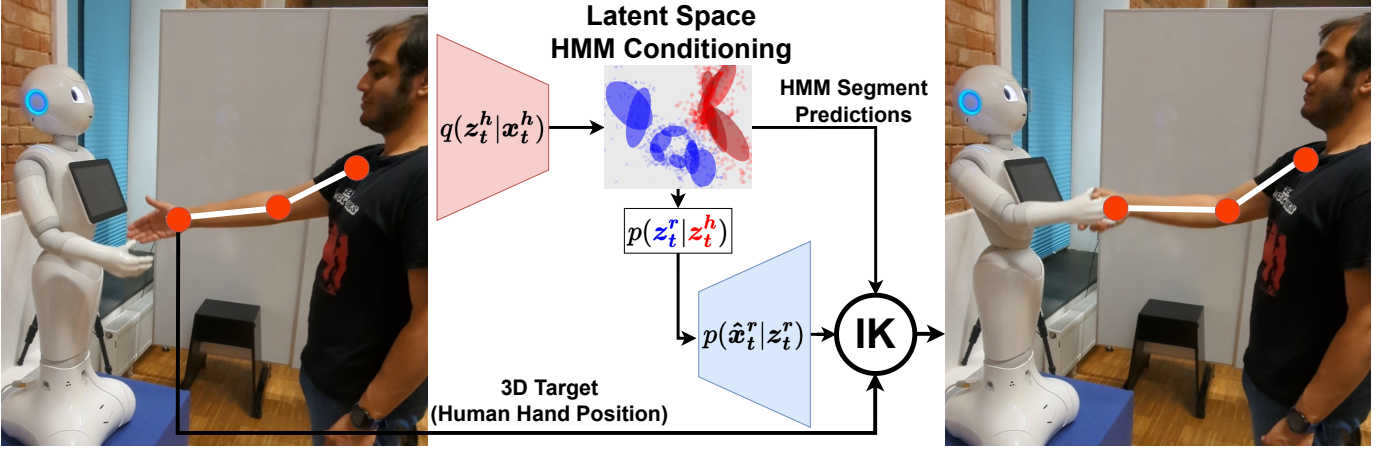 Latent Space
HMM Conditioning
HMM Segment
Predictions
q(z_t^h|x_t^h)
p(z_t^r|z_t^h)
p(x̂_t^r|z_t^r)
IK
3D Target
(Human Hand Position)